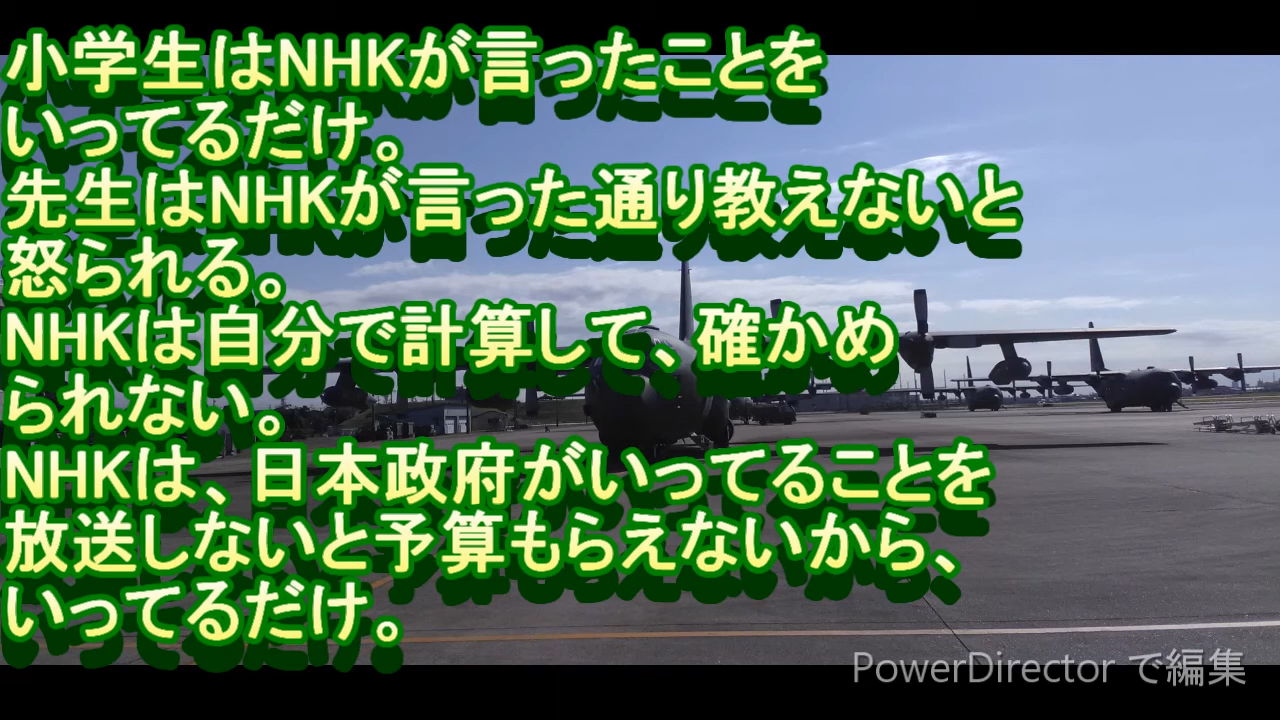 小学生はNHKが言ったことを
いってるだけ。
先生はNHKが言った通り教えないと
怒られる。
NHKは自分で計算して、確かめ
られない。
NHKは、日本政府がいってることを
放送しないと予算もらえないから、
いってるだけ。
PowerDirector で編集